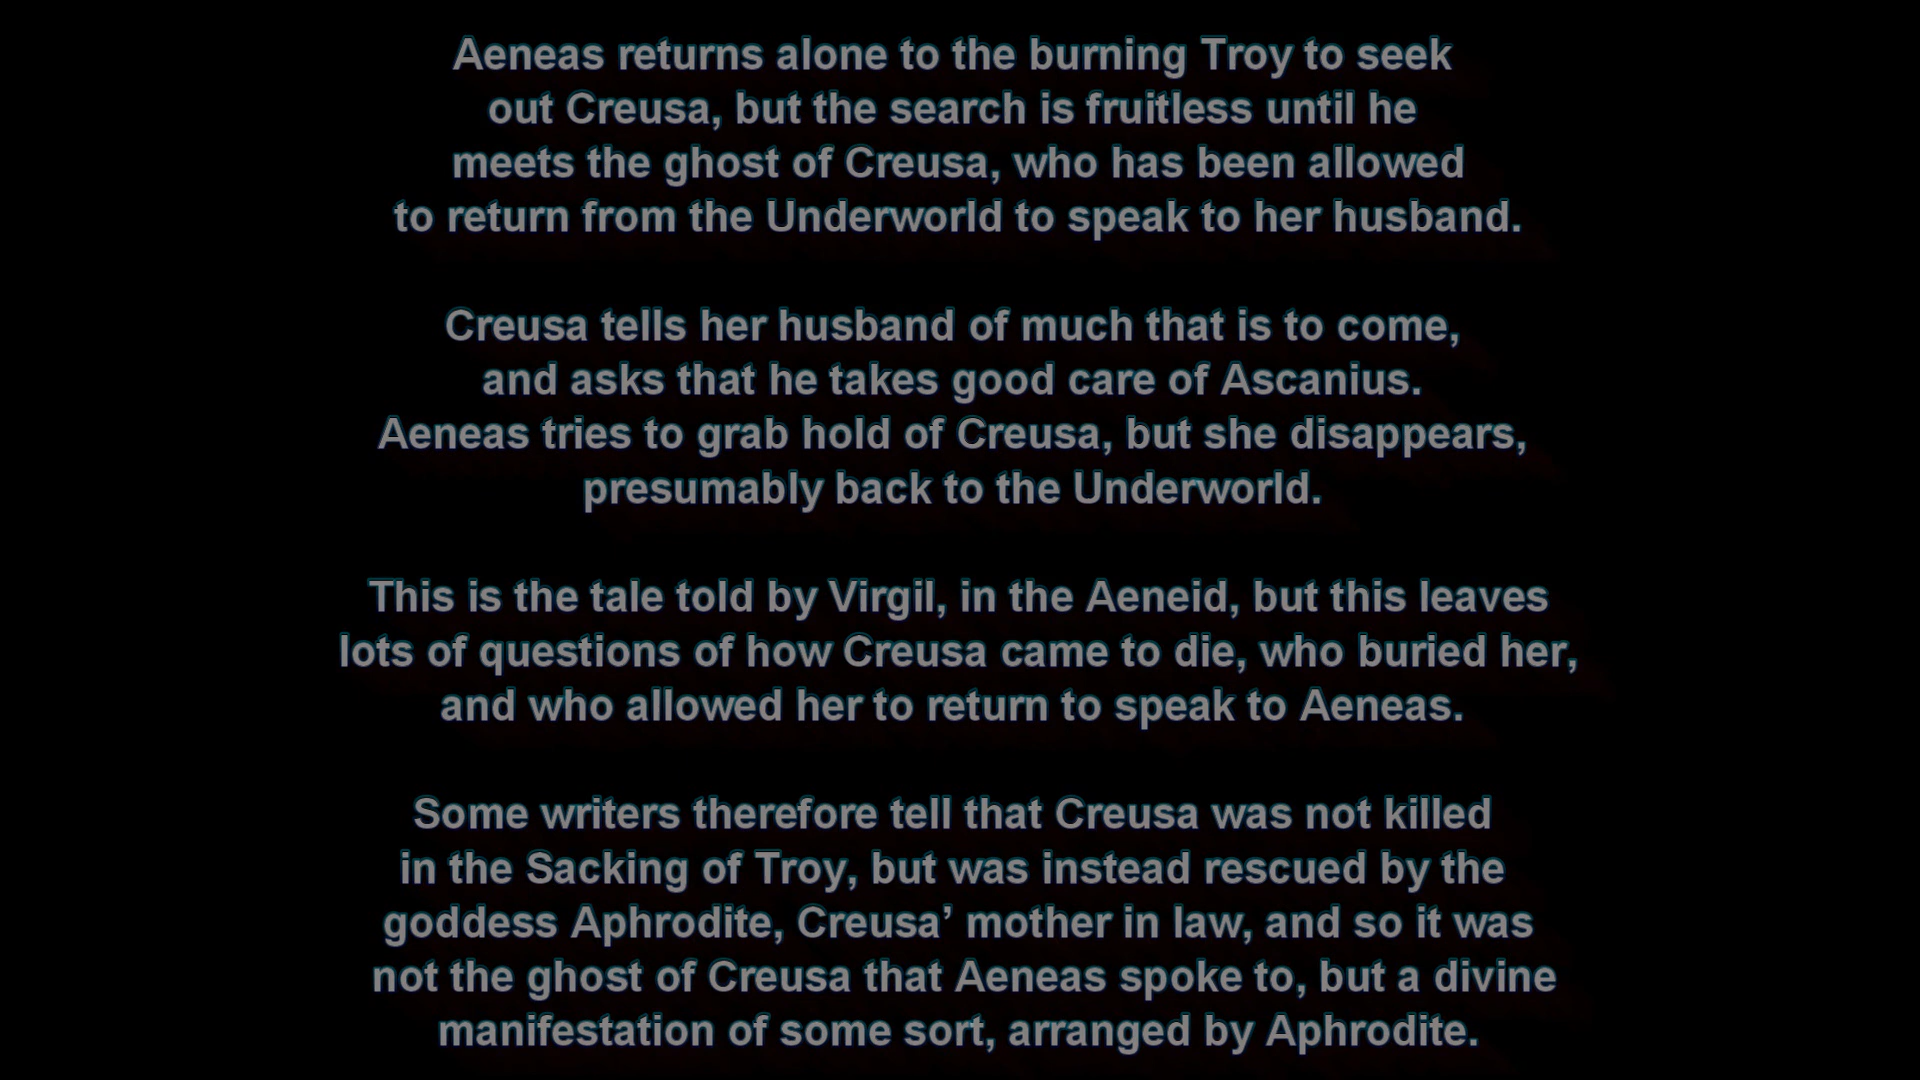 Aeneas returns alone to the burning Troy to seek
out Creusa, but the search is fruitless until he
meets the ghost of Creusa, who has been allowed
to return from the Underworld to speak to her husband.
Creusa tells her husband of much that is to come,
and asks that he takes good care of Ascanius.
Aeneas tries to grab hold of Creusa, but she disappears,
presumably back to the Underworld.
This is the tale told by Virgil, in the Aeneid, but this leaves
lots of questions of how Creusa came to die, who buried her,
and who allowed her to return to speak to Aeneas.
Some writers therefore tell that Creusa was not killed
in the Sacking of Troy, but was instead rescued by the
goddess Aphrodite, Creusa’ mother in law, and so it was
not the ghost of Creusa that Aeneas spoke to, but a divine
manifestation of some sort, arranged by Aphrodite.